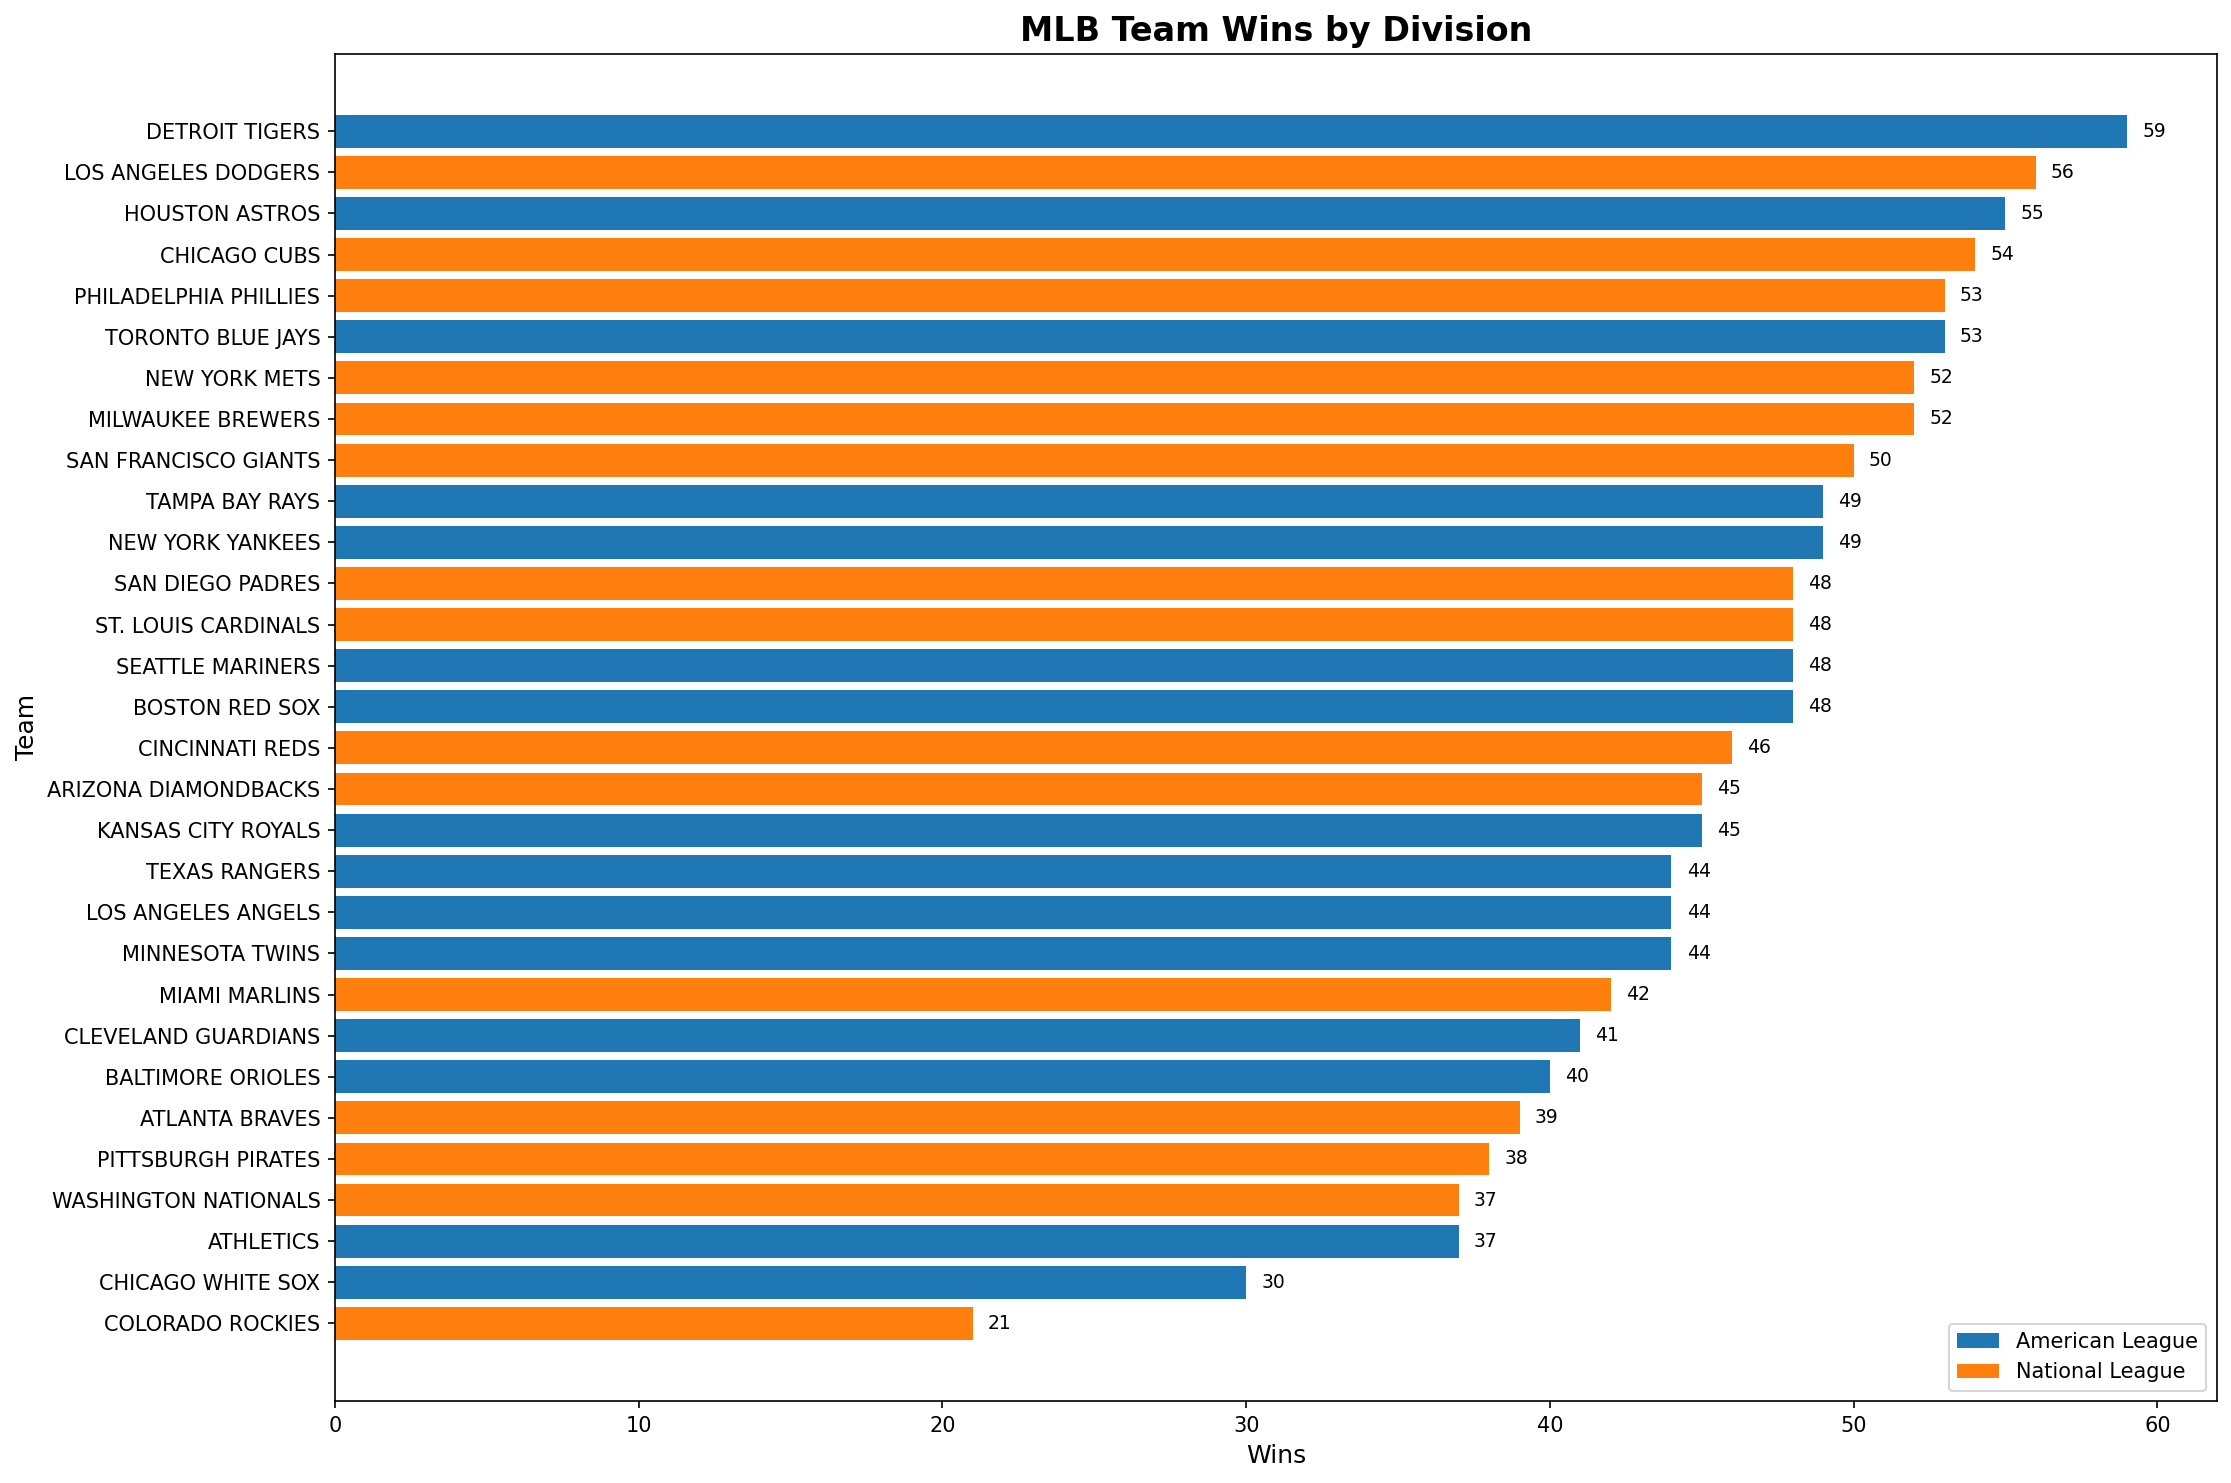 MLB Team Wins by Division
DETROIT TIGERS 59
LOS ANGELES DODGERS 56
HOUSTON ASTROS 55
CHICAGO CUBS 54
PHILADELPHIA PHILLIES 53
TORONTO BLUE JAYS 53
NEW YORK METS 52
MILWAUKEE BREWERS 52
SAN FRANCISCO GIANTS 50
TAMPA BAY RAYS 49
NEW YORK YANKEES 49
SAN DIEGO PADRES 48
ST. LOUIS CARDINALS 48
SEATTLE MARINERS 48
BOSTON RED SOX 48
CINCINNATI REDS 46
ARIZONA DIAMONDBACKS 45
KANSAS CITY ROYALS 45
TEXAS RANGERS 44
LOS ANGELES ANGELS 44
MINNESOTA TWINS 44
MIAMI MARLINS 42
CLEVELAND GUARDIANS 41
BALTIMORE ORIOLES 40
ATLANTA BRAVES 39
PITTSBURGH PIRATES 38
WASHINGTON NATIONALS 37
ATHLETICS 37
CHICAGO WHITE SOX 30
COLORADO ROCKIES 21
Team
American League
National League
0 10 20 30 40 50 60
Wins